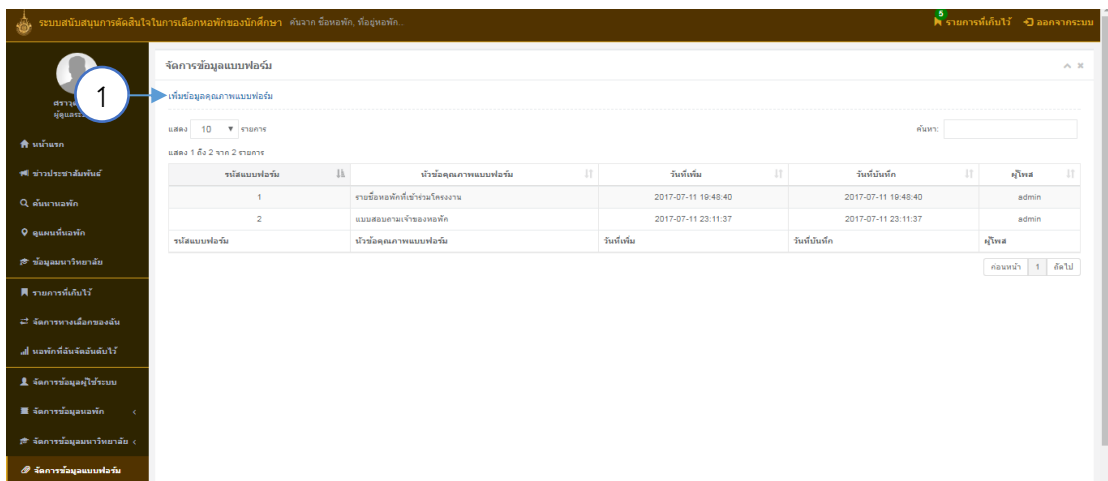 ระบบสนับสนุนการตัดสินใจในการเลือกหอพักของนักศึกษา ค้นจาก ชื่อหอพัก, ที่อยู่หอพัก..
5
รายการที่เก็บไว้ ออกจากระบบ
จัดการข้อมูลแบบฟอร์ม
1
เพิ่มข้อมูลคุณภาพแบบฟอร์ม
แสดง 10 รายการ
ค้นหา:
แสดง 1 ถึง 2 จาก 2 รายการ
รหัสแบบฟอร์ม หัวข้อคุณภาพแบบฟอร์ม วันที่เพิ่ม วันที่บันทึก ผู้โพส
1 รายชื่อหอพักที่เข้าร่วมโครงงาน 2017-07-11 19:48:40 2017-07-11 19:48:40 admin
2 แบบสอบถามเจ้าของหอพัก 2017-07-11 23:11:37 2017-07-11 23:11:37 admin
รหัสแบบฟอร์ม หัวข้อคุณภาพแบบฟอร์ม วันที่เพิ่ม วันที่บันทึก ผู้โพส
ก่อนหน้า 1 ถัดไป
หน้าแรก
ข่าวประชาสัมพันธ์
ค้นหาหอพัก
ดูแผนที่หอพัก
ข้อมูลมหาวิทยาลัย
รายการที่เก็บไว้
จัดการทางเลือกของฉัน
หอพักที่ฉันจัดอันดับไว้
จัดการข้อมูลผู้ใช้ระบบ
จัดการข้อมูลหอพัก
จัดการข้อมูลมหาวิทยาลัย
จัดการข้อมูลแบบฟอร์ม